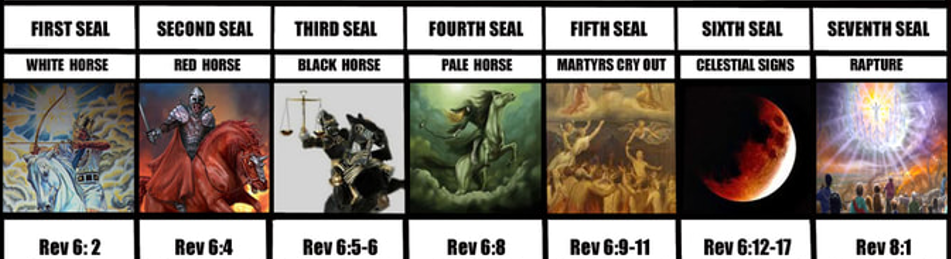 FIRST SEAL SECOND SEAL THIRD SEAL FOURTH SEAL FIFTH SEAL SIXTH SEAL SEVENTH SEAL
WHITE HORSE RED HORSE BLACK HORSE PALE HORSE MARTYRS CRY OUT CELESTIAL SIGNS RAPTURE
Rev 6: 2 Rev 6:4 Rev 6:5-6 Rev 6:8 Rev 6:9-11 Rev 6:12-17 Rev 8:1